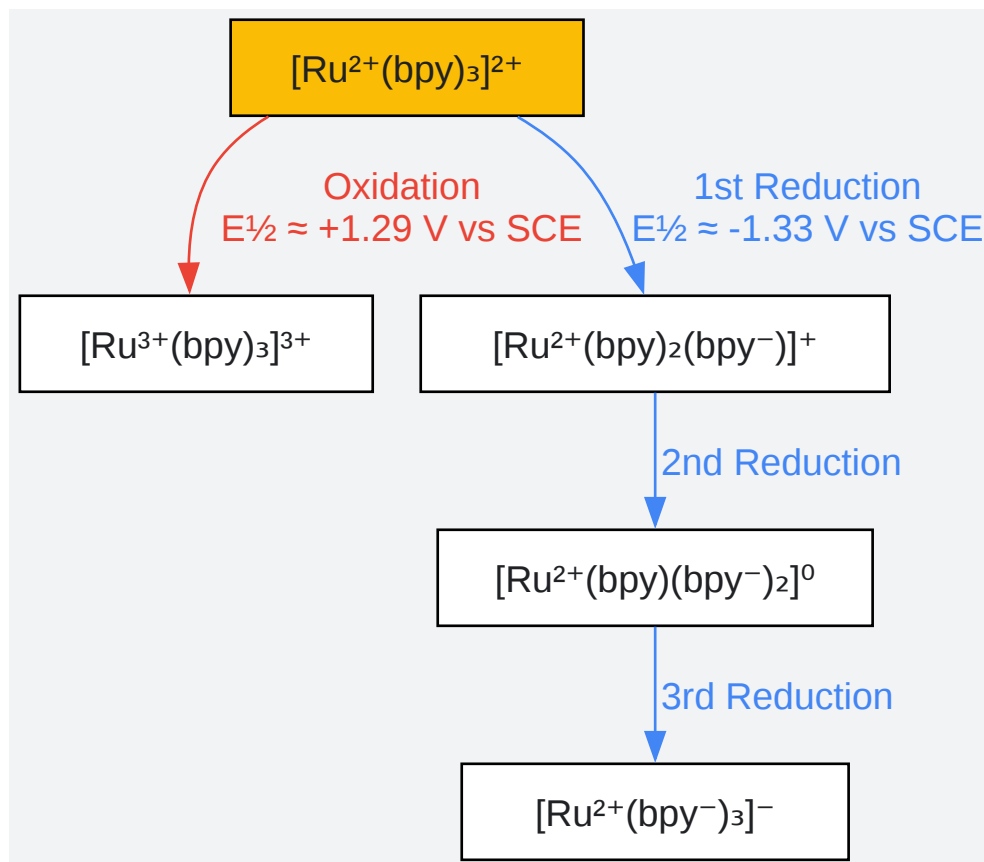 [Ru²⁺(bpy)₃]²⁺
Oxidation
E½ ≈ +1.29 V vs SCE
1st Reduction
E½ ≈ -1.33 V vs SCE
[Ru³⁺(bpy)₃]³⁺
[Ru²⁺(bpy)₂(bpy⁻)]⁺
2nd Reduction
[Ru²⁺(bpy)(bpy⁻)₂]⁰
3rd Reduction
[Ru²⁺(bpy⁻)₃]⁻